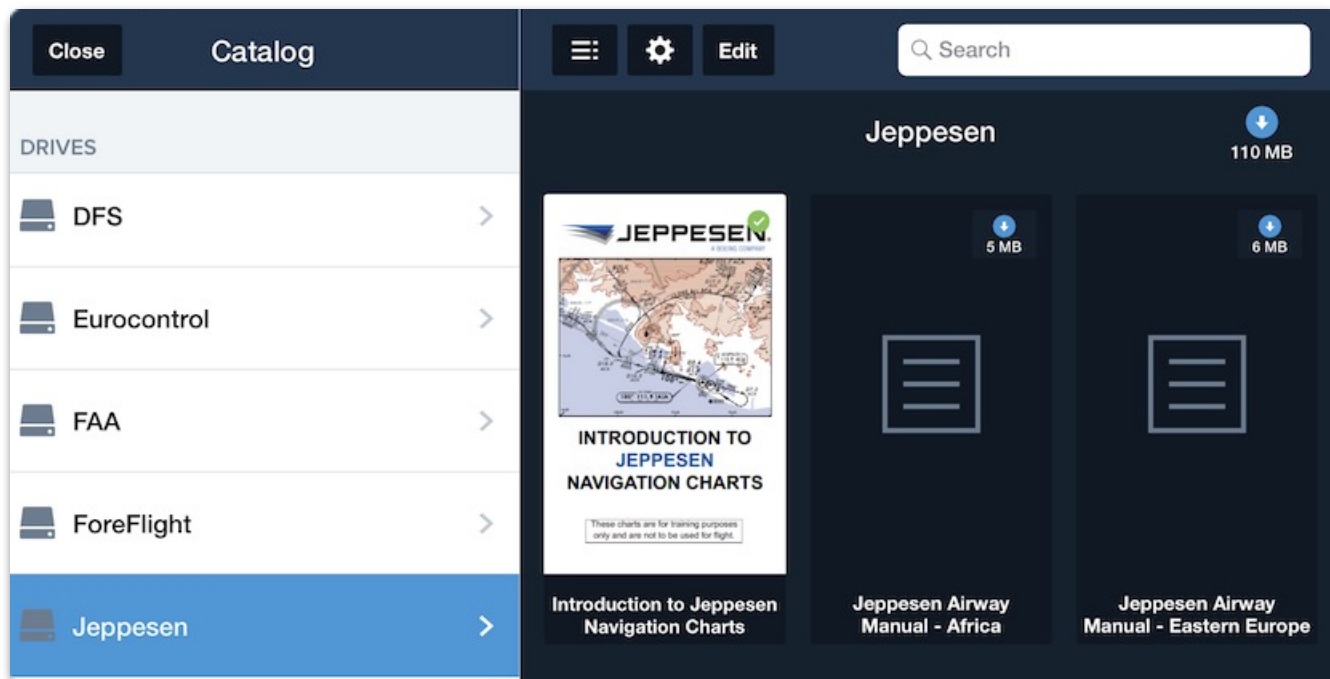 Close
Catalog
Edit
Search
DRIVES
DFS
Eurocontrol
FAA
ForeFlight
Jeppesen
Jeppesen
110 MB
JEPPESEN.
A BOEING COMPANY
INTRODUCTION TO
JEPPESEN
NAVIGATION CHARTS
These charts are for training purposes
only and are not to be used for flight.
Introduction to Jeppesen
Navigation Charts
5 MB
Jeppesen Airway
Manual - Africa
6 MB
Jeppesen Airway
Manual - Eastern Europe